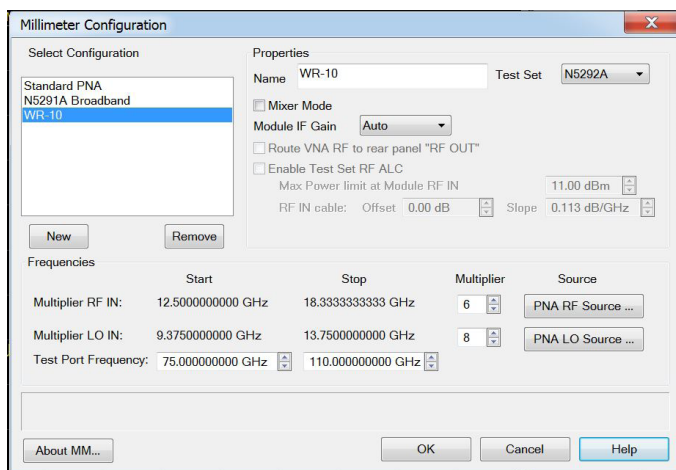 Millimeter Configuration
Select Configuration
Standard PNA
N5291A Broadband
WR-10
New Remove
Properties
Name WR-10 Test Set N5292A
Mixer Mode
Module IF Gain Auto
Route VNA RF to rear panel "RF OUT"
Enable Test Set RF ALC
Max Power limit at Module RF IN 11.00 dBm
RF IN cable: Offset 0.00 dB Slope 0.113 dB/GHz
Frequencies
Start Stop Multiplier Source
Multiplier RF IN: 12.5000000000 GHz 18.3333333333 GHz 6 PNA RF Source ...
Multiplier LO IN: 9.3750000000 GHz 13.7500000000 GHz 8 PNA LO Source ...
Test Port Frequency: 75.000000000 GHz 110.000000000 GHz
About MM... OK Cancel Help